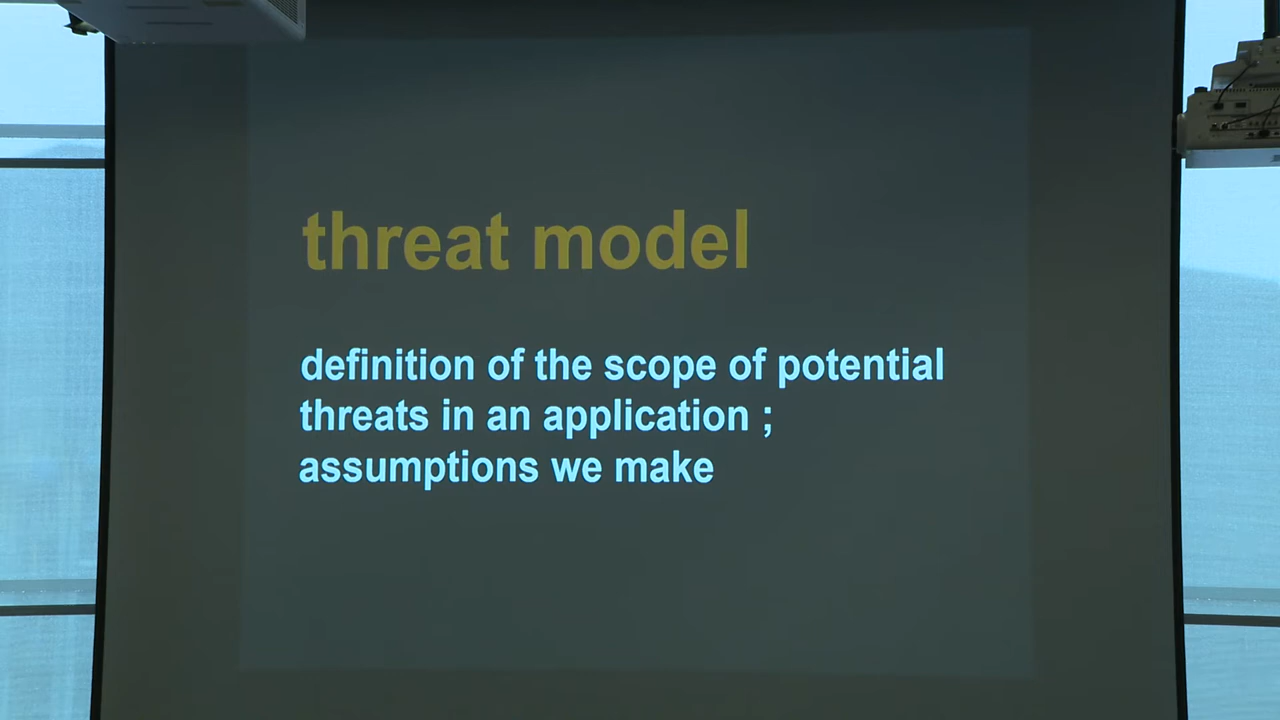 threat model
definition of the scope of potential
threats in an application ;
assumptions we make